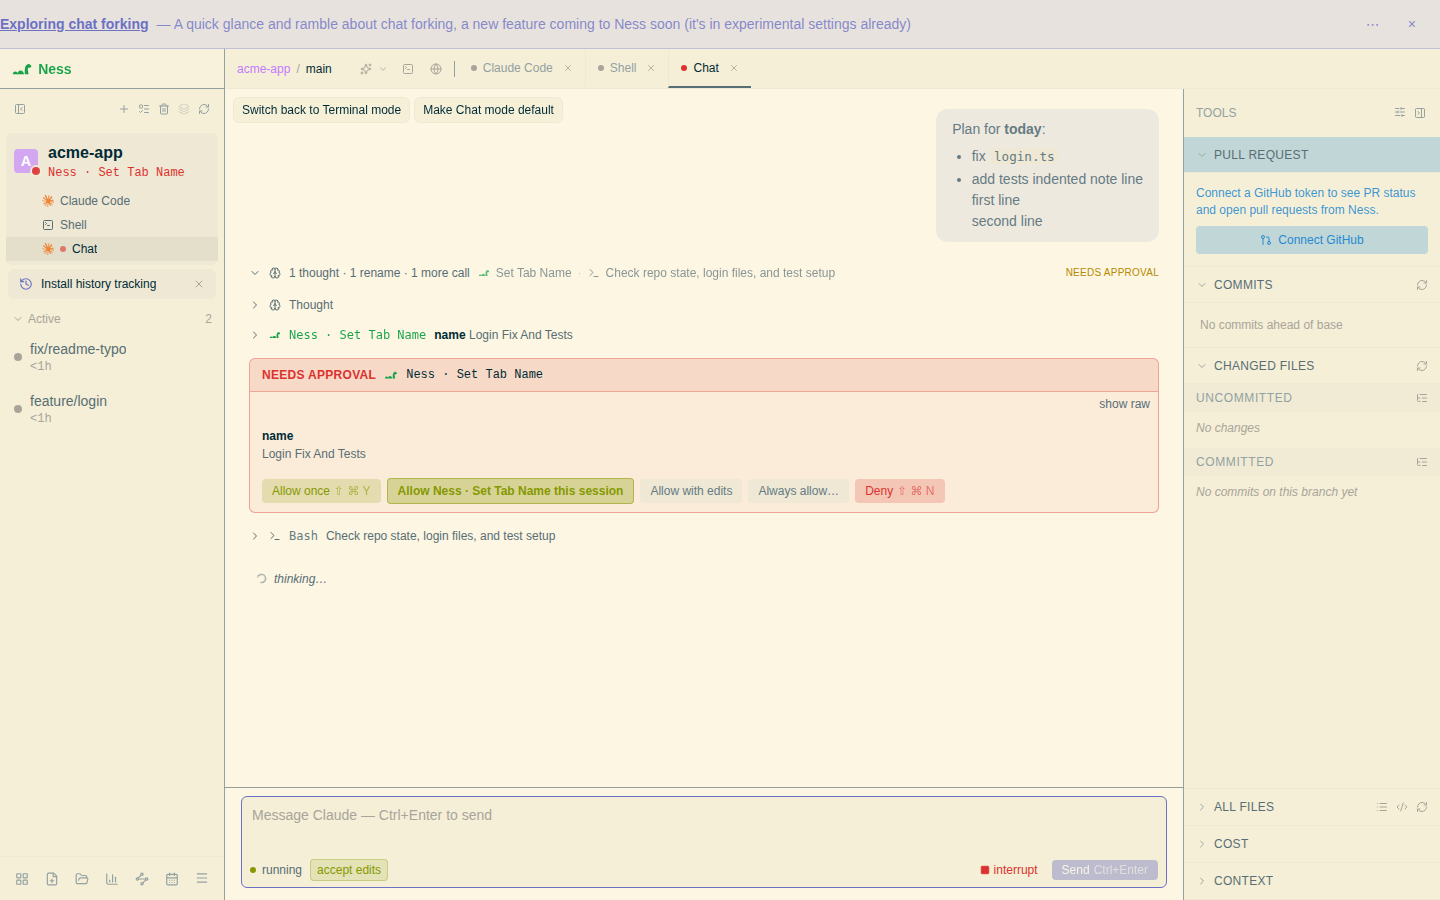 Exploring chat forking — A quick glance and ramble about chat forking, a new feature coming to Ness soon (it's in experimental settings already)
Ness
acme-app / main
Claude Code
Shell
Chat
A
acme-app
Ness · Set Tab Name
Claude Code
Shell
Chat
Install history tracking
Active 2
fix/readme-typo
<1h
feature/login
<1h
Switch back to Terminal mode
Make Chat mode default
Plan for today:
• fix login.ts
• add tests indented note line
first line
second line
1 thought · 1 rename · 1 more call Set Tab Name · Check repo state, login files, and test setup NEEDS APPROVAL
Thought
Ness · Set Tab Name name Login Fix And Tests
NEEDS APPROVAL Ness · Set Tab Name
show raw
name
Login Fix And Tests
Allow once ⇧ ⌘ Y
Allow Ness · Set Tab Name this session
Allow with edits
Always allow…
Deny ⇧ ⌘ N
Bash Check repo state, login files, and test setup
thinking…
Message Claude — Ctrl+Enter to send
running
accept edits
interrupt
Send Ctrl+Enter
TOOLS
PULL REQUEST
Connect a GitHub token to see PR status
and open pull requests from Ness.
Connect GitHub
COMMITS
No commits ahead of base
CHANGED FILES
UNCOMMITTED
No changes
COMMITTED
No commits on this branch yet
ALL FILES
COST
CONTEXT